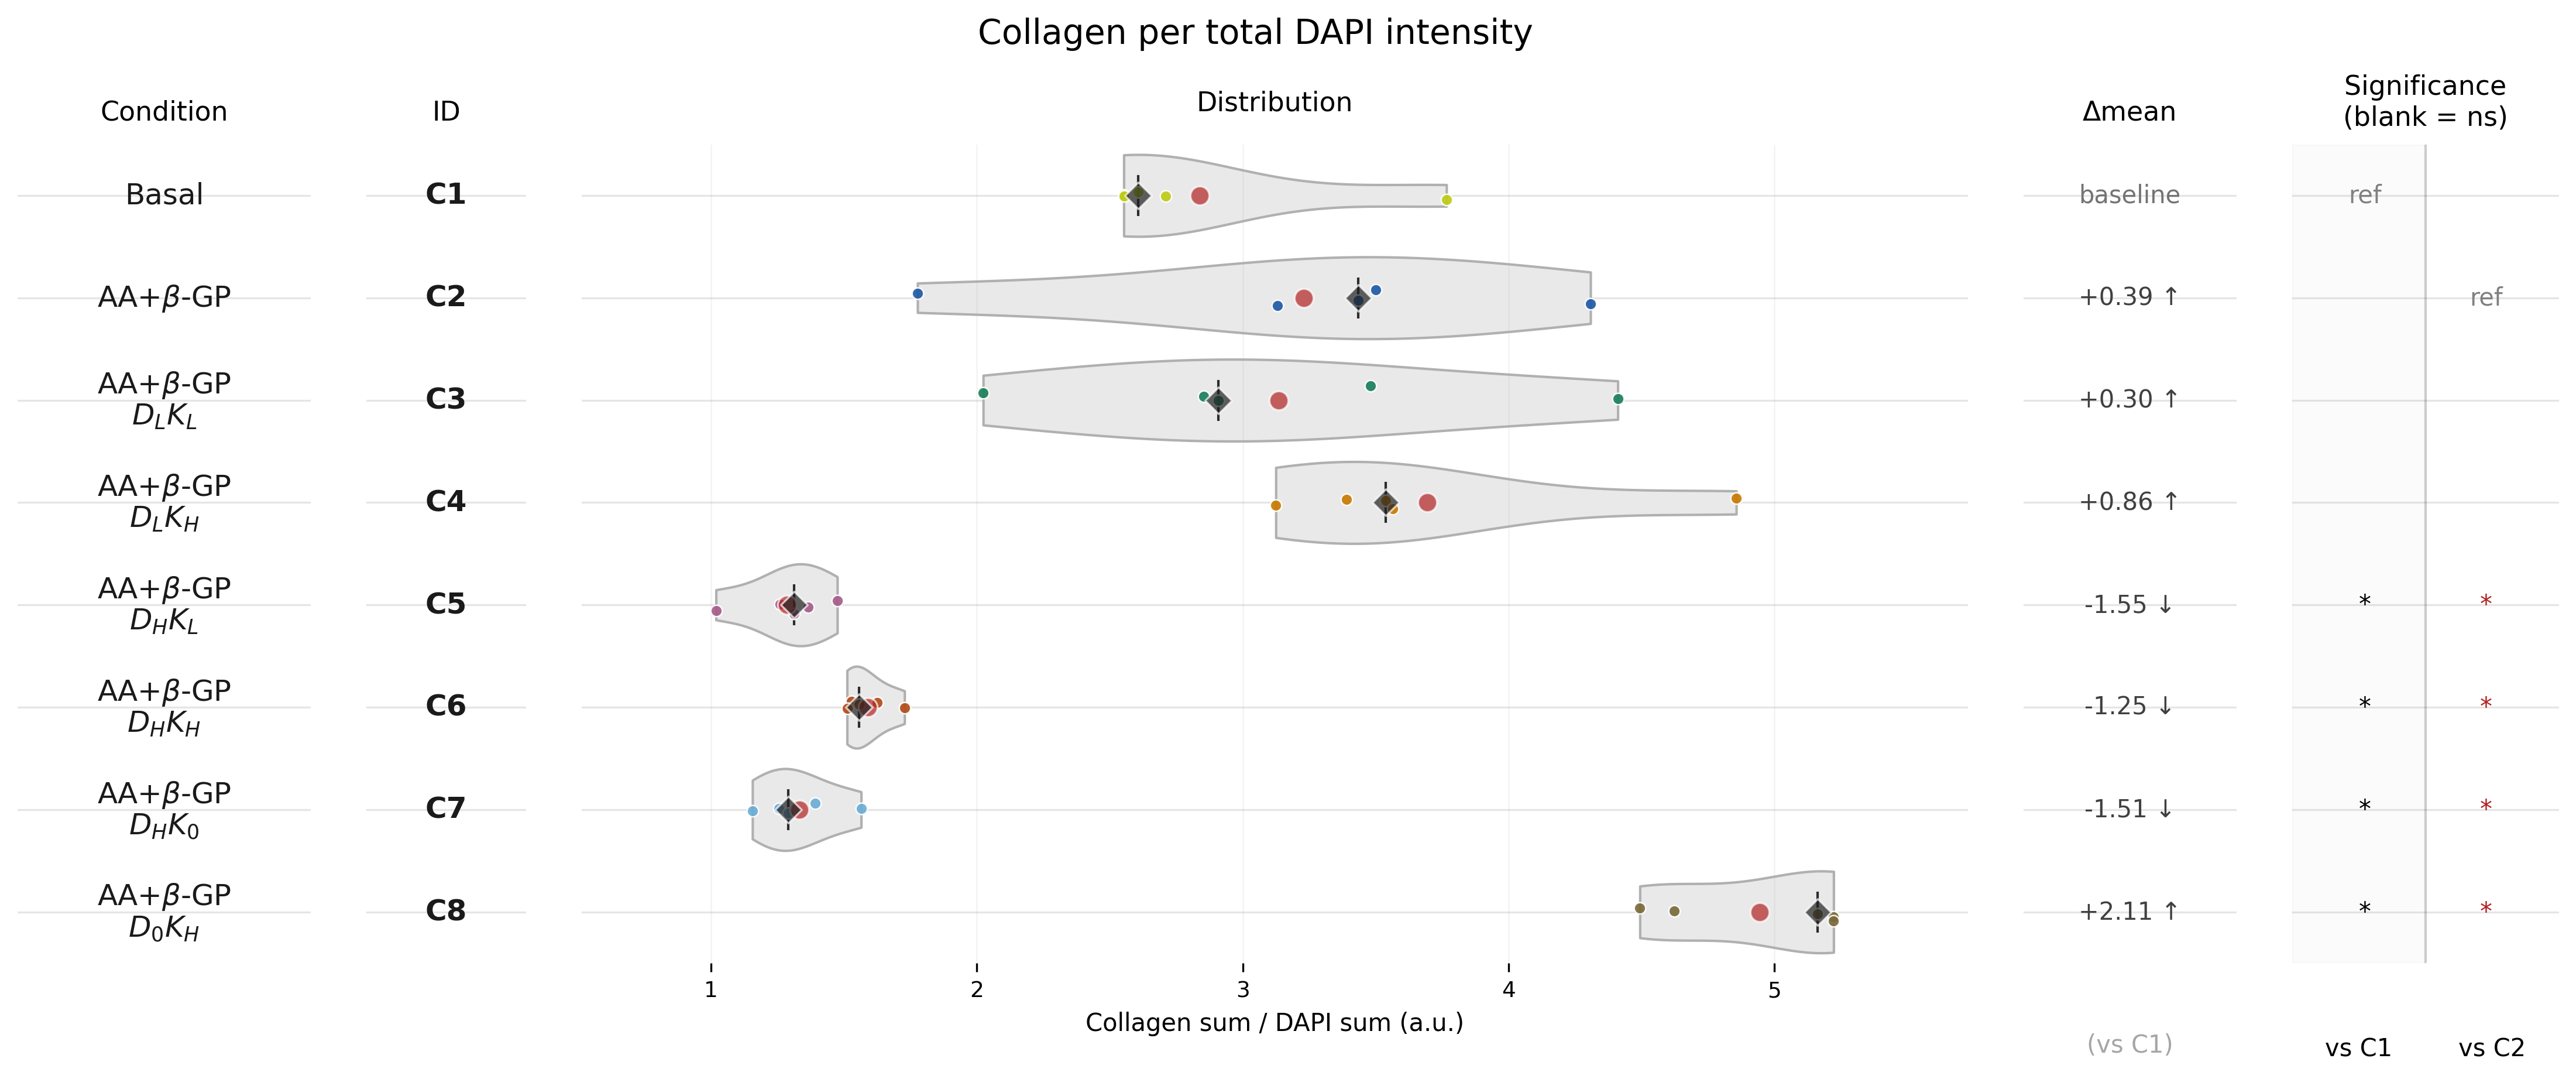 Collagen per total DAPI intensity
Condition ID Distribution Δmean Significance
(blank = ns)
Basal C1 baseline ref
AA+β-GP C2 +0.39 ↑ ref
AA+β-GP
D_LK_L C3 +0.30 ↑
AA+β-GP
D_LK_H C4 +0.86 ↑
AA+β-GP
D_HK_L C5 -1.55 ↓ * *
AA+β-GP
D_HK_H C6 -1.25 ↓ * *
AA+β-GP
D_HK_0 C7 -1.51 ↓ * *
AA+β-GP
D_0K_H C8 +2.11 ↑ * *
1 2 3 4 5
Collagen sum / DAPI sum (a.u.)
(vs C1) vs C1 vs C2